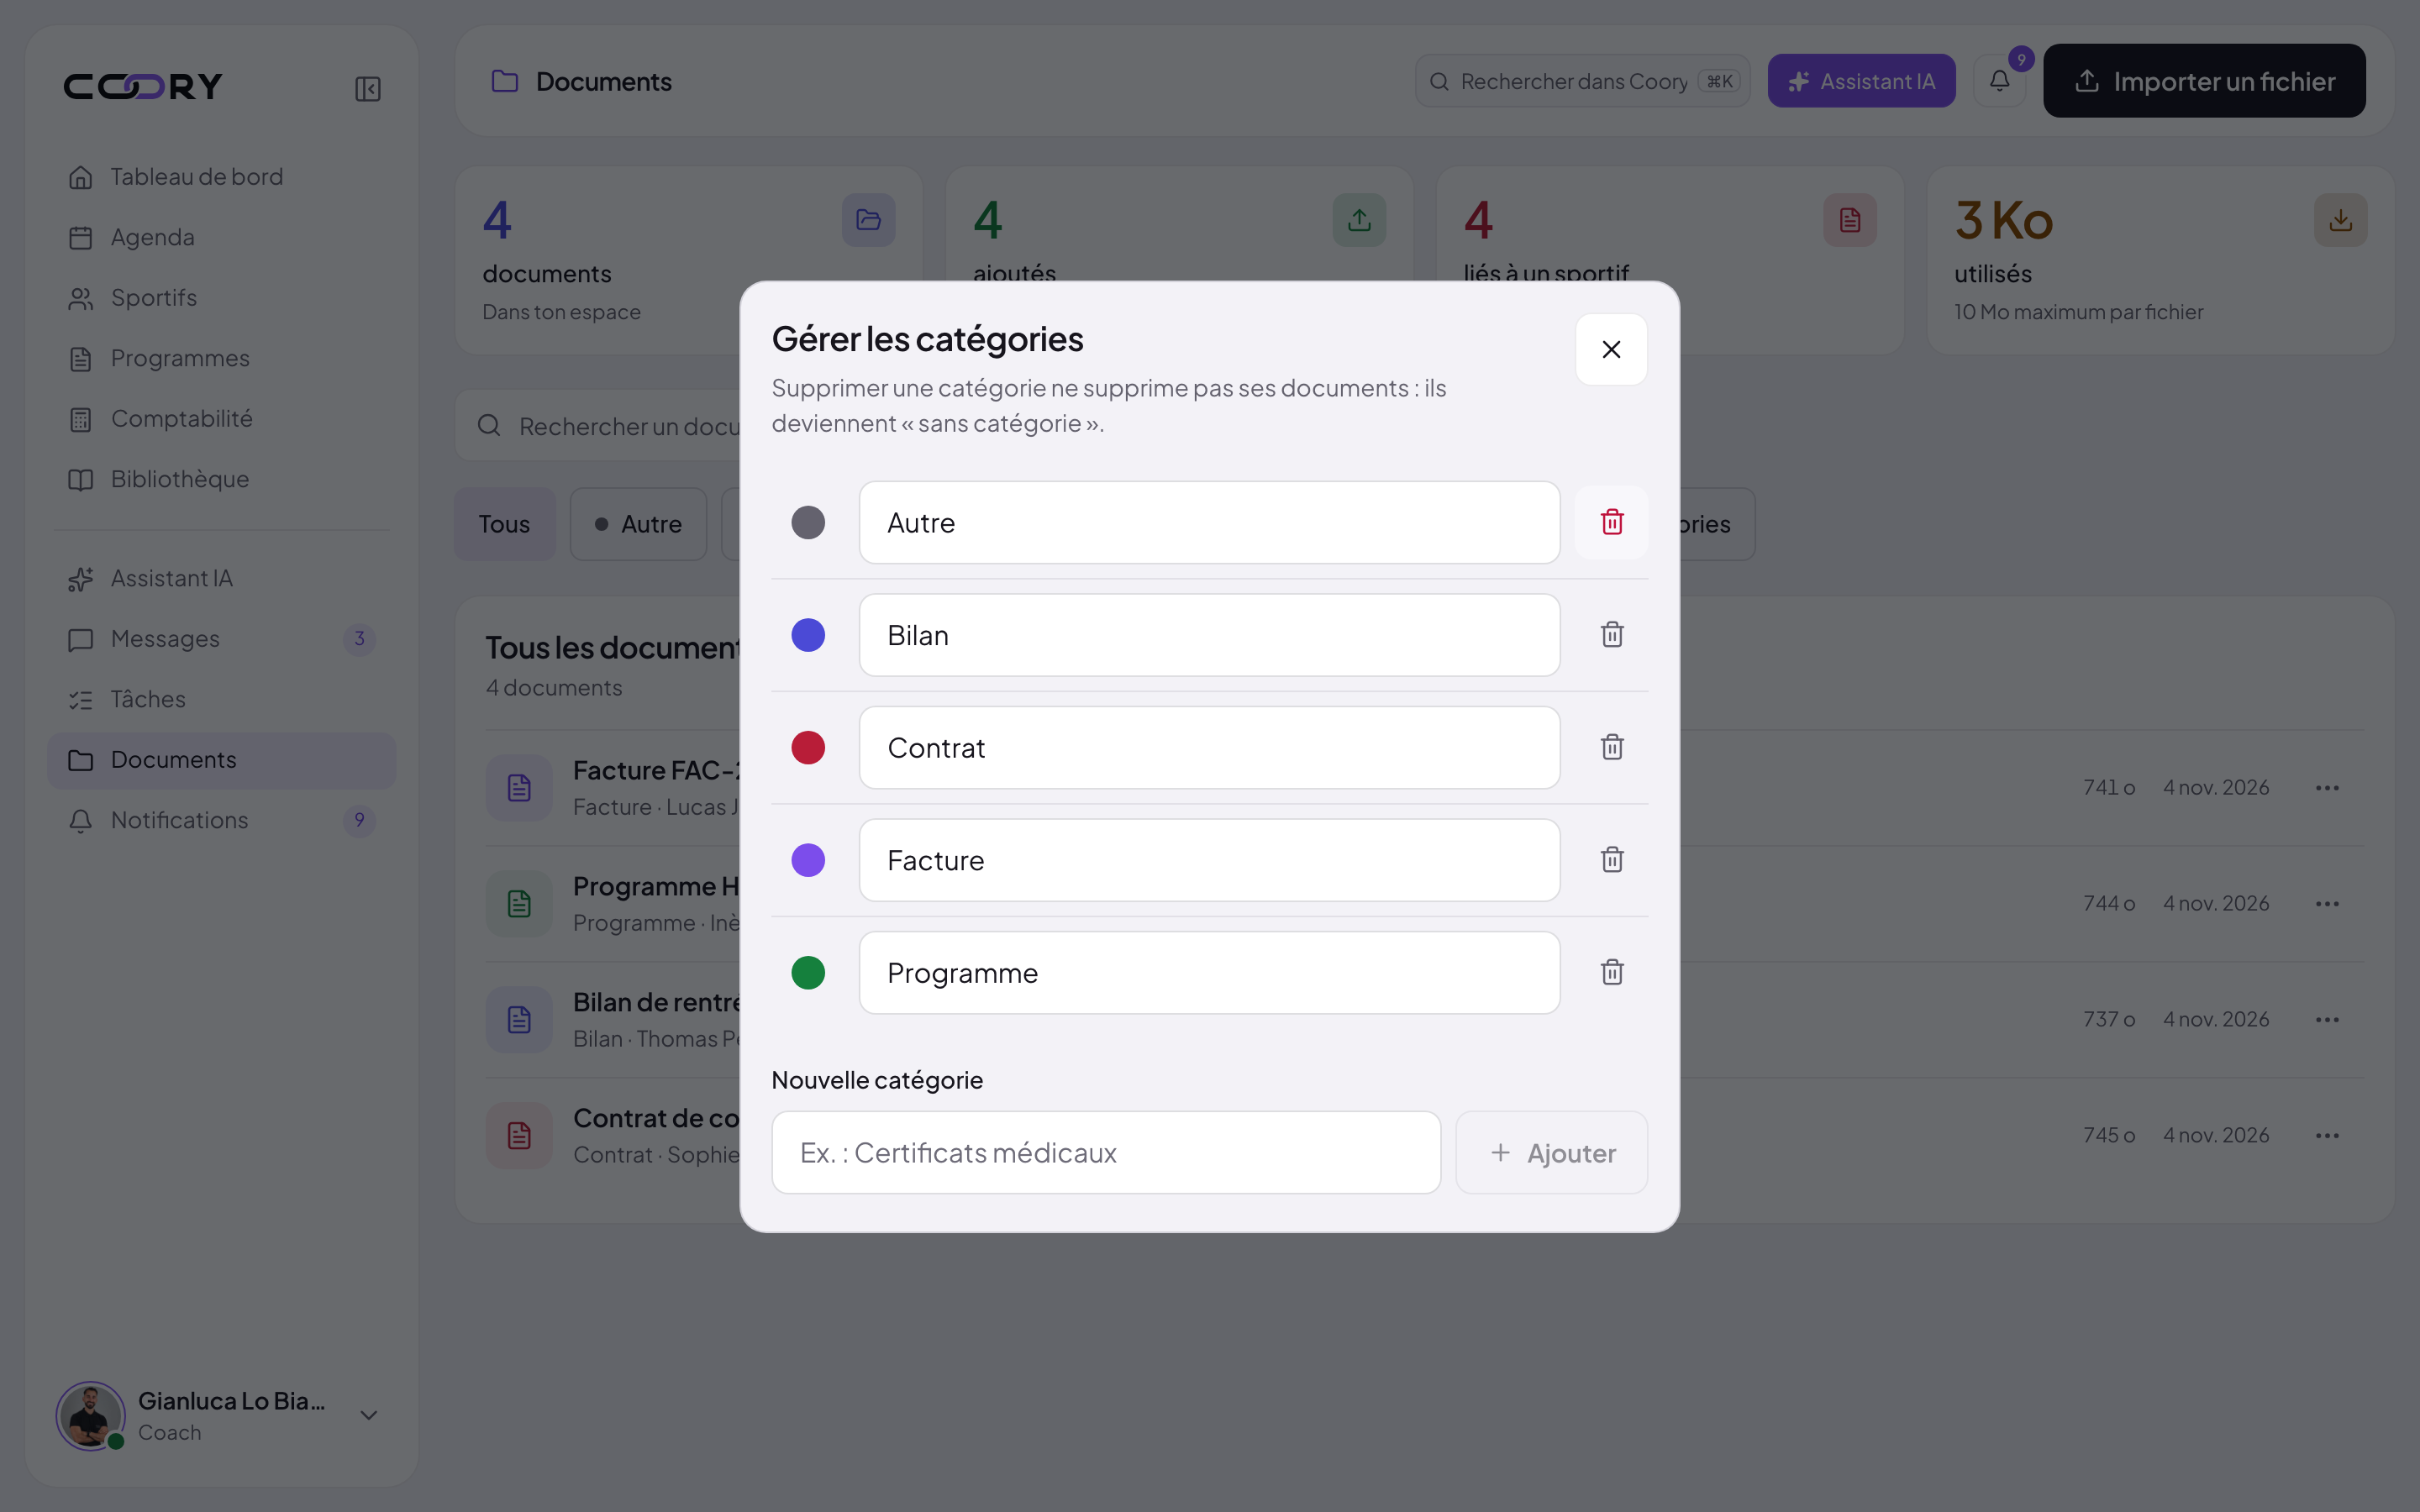 COORY
Tableau de bord
Agenda
Sportifs
Programmes
Comptabilité
Bibliothèque
Assistant IA
Messages 3
Tâches
Documents
Notifications 9
Gianluca Lo Bia...
Coach
Documents
Rechercher dans Coory ⌘K
Assistant IA
9
Importer un fichier
4
documents
Dans ton espace
4
ajoutés
4
liés à un sportif
3 Ko
utilisés
10 Mo maximum par fichier
Rechercher un docu
Tous
Autre
ories
Tous les document
4 documents
Facture FAC-2
Facture · Lucas J
741 o 4 nov. 2026
Programme H
Programme · Inè
744 o 4 nov. 2026
Bilan de rentré
Bilan · Thomas Pe
737 o 4 nov. 2026
Contrat de co
Contrat · Sophie
745 o 4 nov. 2026
Gérer les catégories
Supprimer une catégorie ne supprime pas ses documents : ils
deviennent « sans catégorie ».
Autre
Bilan
Contrat
Facture
Programme
Nouvelle catégorie
Ex. : Certificats médicaux
Ajouter